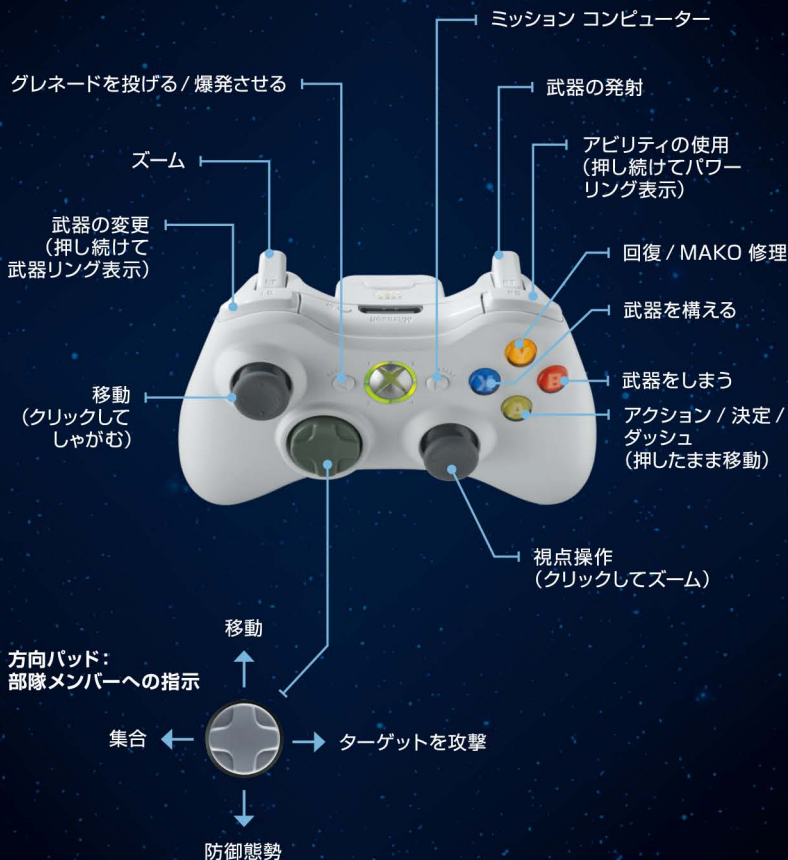 ミッション コンピューター
グレネードを投げる / 爆発させる
武器の発射
ズーム
アビリティの使用
（押し続けてパワー
リング表示）
武器の変更
（押し続けて
武器リング表示）
回復 / MAKO 修理
武器を構える
武器をしまう
移動
（クリックして
しゃがむ）
アクション / 決定 /
ダッシュ
（押したまま移動）
視点操作
（クリックしてズーム）
LT
RT
LB
RB
Microsoft
Y
X
B
A
移動
方向パッド：
部隊メンバーへの指示
集合
ターゲットを攻撃
防御態勢